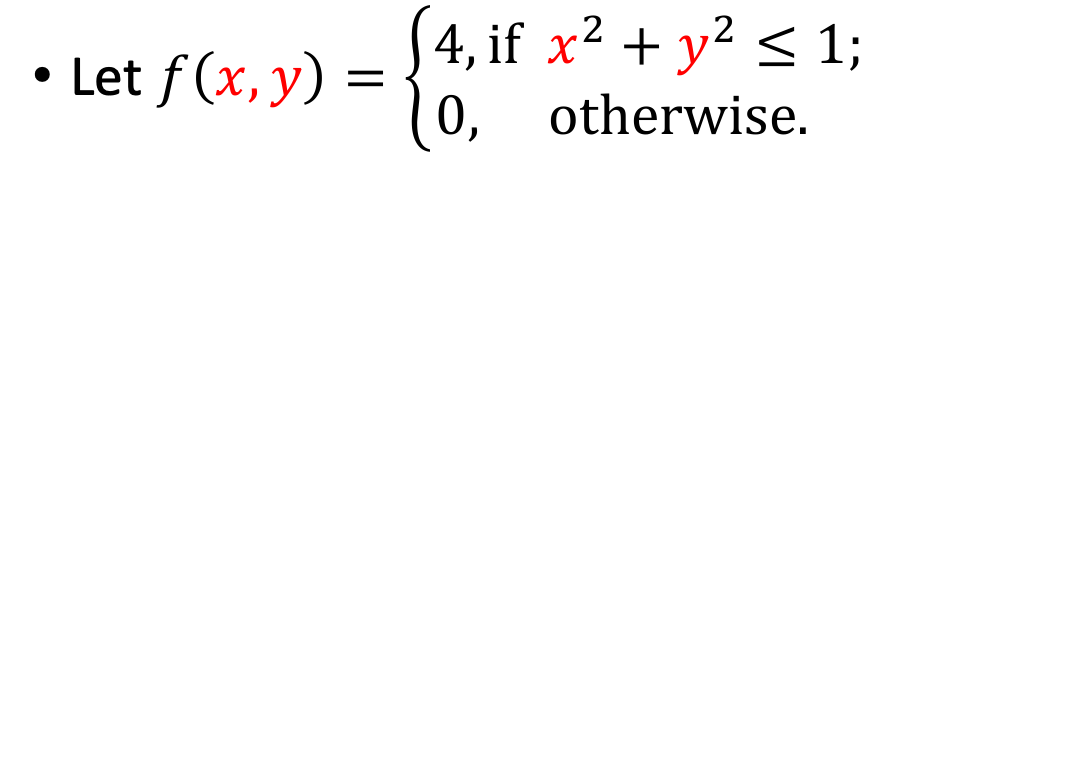 • Let f(x, y) = {4, if x² + y² ≤ 1;
0, otherwise.